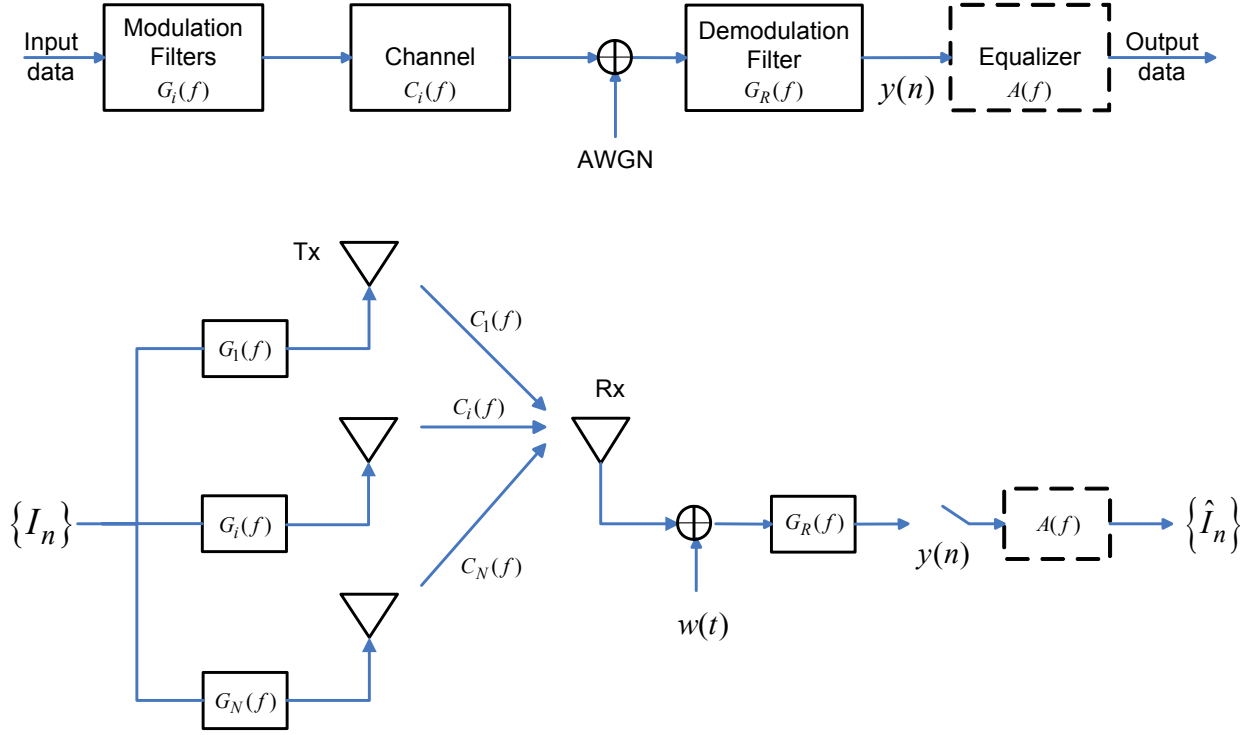 Input
data
Modulation
Filters
G_i(f)
Channel
C_i(f)
AWGN
Demodulation
Filter
G_R(f)
y(n)
Equalizer
A(f)
Output
data
Tx
G_1(f)
C_1(f)
C_i(f)
Rx
{I_n}
G_i(f)
C_N(f)
w(t)
G_R(f)
y(n)
A(f)
{Î_n}
G_N(f)